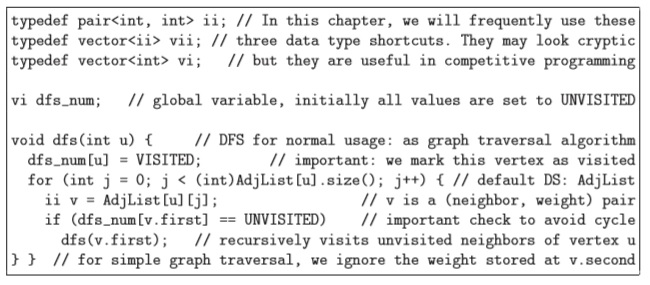 typedef pair<int, int> ii; // In this chapter, we will frequently use these
typedef vector<ii> vii; // three data type shortcuts. They may look cryptic
typedef vector<int> vi;   // but they are useful in competitive programming

vi dfs_num;   // global variable, initially all values are set to UNVISITED

void dfs(int u) {     // DFS for normal usage: as graph traversal algorithm
  dfs_num[u] = VISITED;          // important: we mark this vertex as visited
  for (int j = 0; j < (int)AdjList[u].size(); j++) { // default DS: AdjList
    ii v = AdjList[u][j];                  // v is a (neighbor, weight) pair
    if (dfs_num[v.first] == UNVISITED)     // important check to avoid cycle
      dfs(v.first);   // recursively visits unvisited neighbors of vertex u
} }  // for simple graph traversal, we ignore the weight stored at v.second